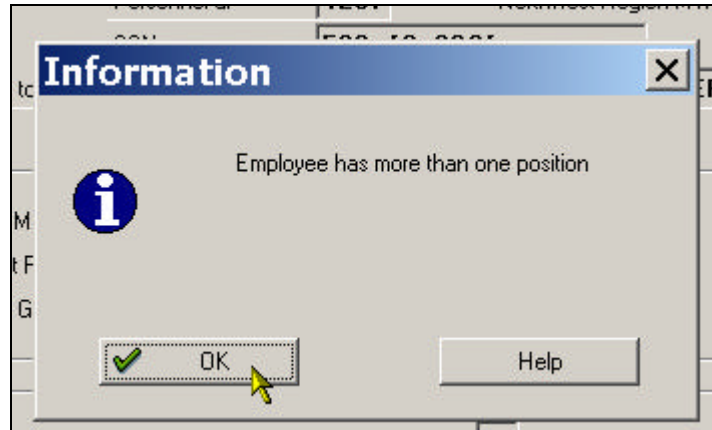 Information
Employee has more than one position
OK
Help
M
t F
G